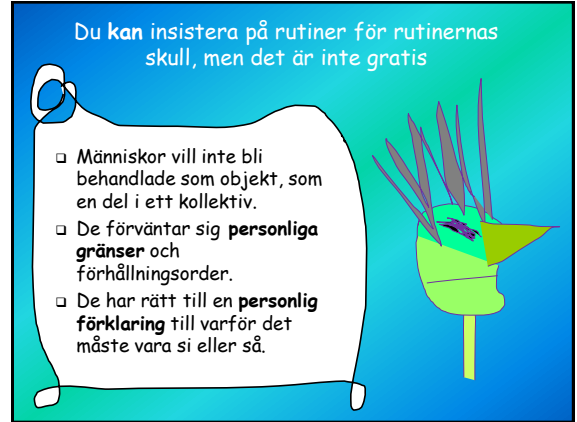 Du kan insistera på rutiner för rutinernas
skull, men det är inte gratis
❑ Människor vill inte bli
behandlade som objekt, som
en del i ett kollektiv.
❑ De förväntar sig personliga
gränser och
förhållningsorder.
❑ De har rätt till en personlig
förklaring till varför det
måste vara si eller så.